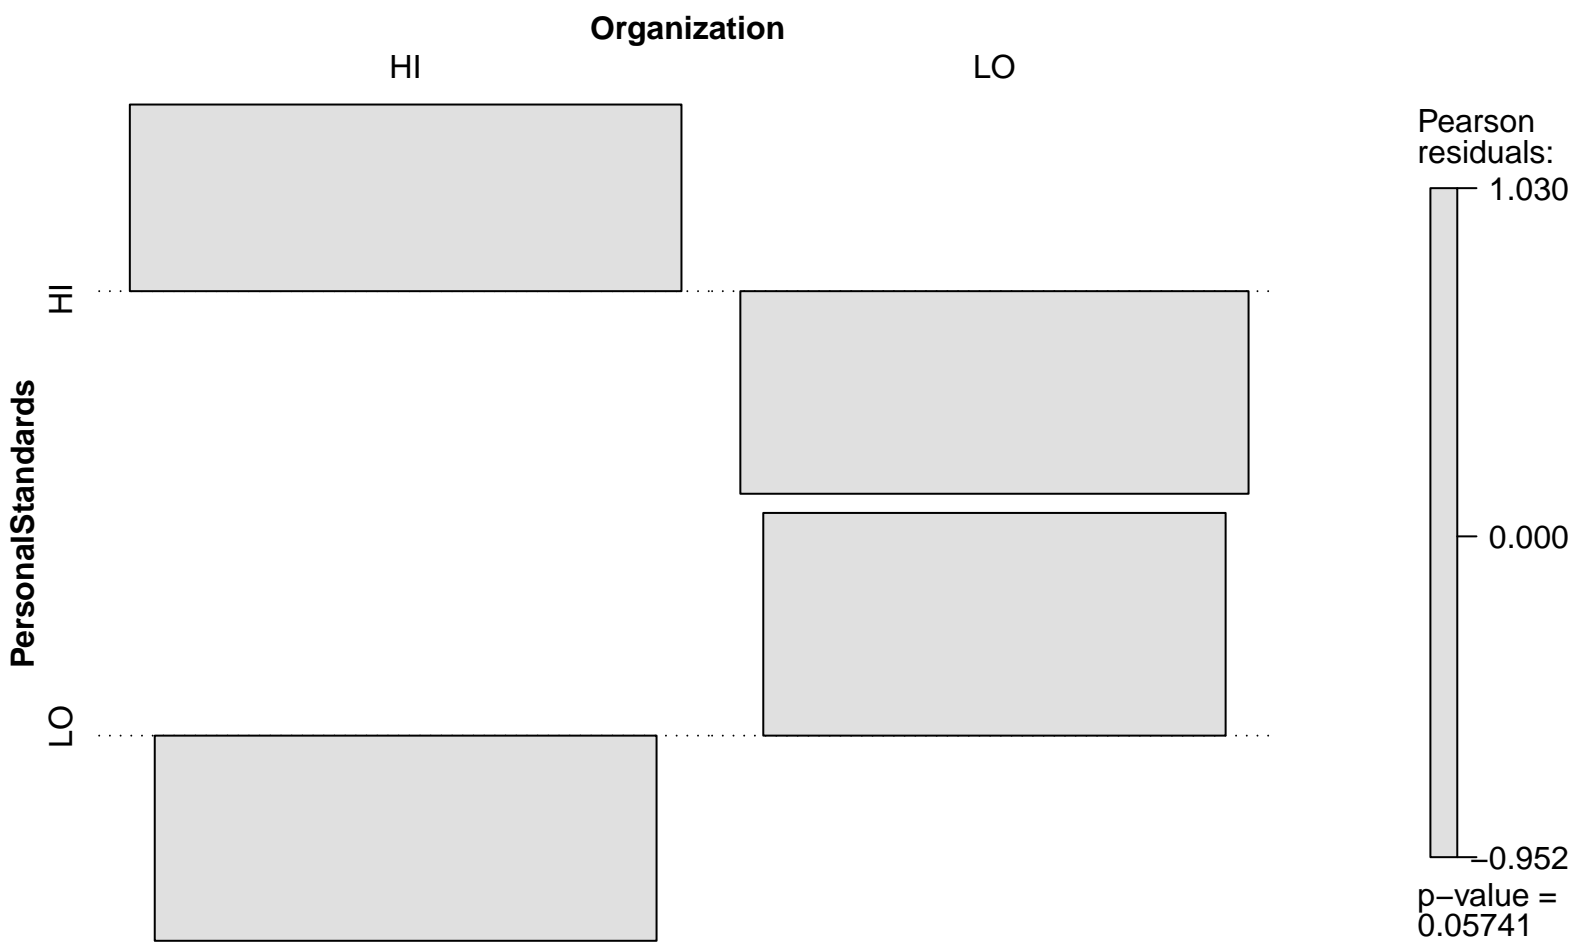 Organization
HI
LO
PersonalStandards
HI
LO
Pearson
residuals:
1.030
0.000
−0.952
p−value =
0.05741